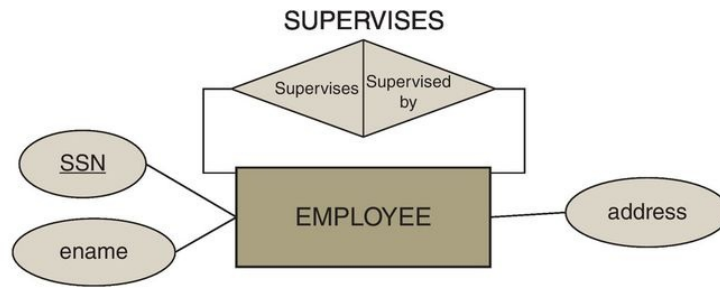 SUPERVISES
Supervises
Supervised
by
SSN
EMPLOYEE
address
ename